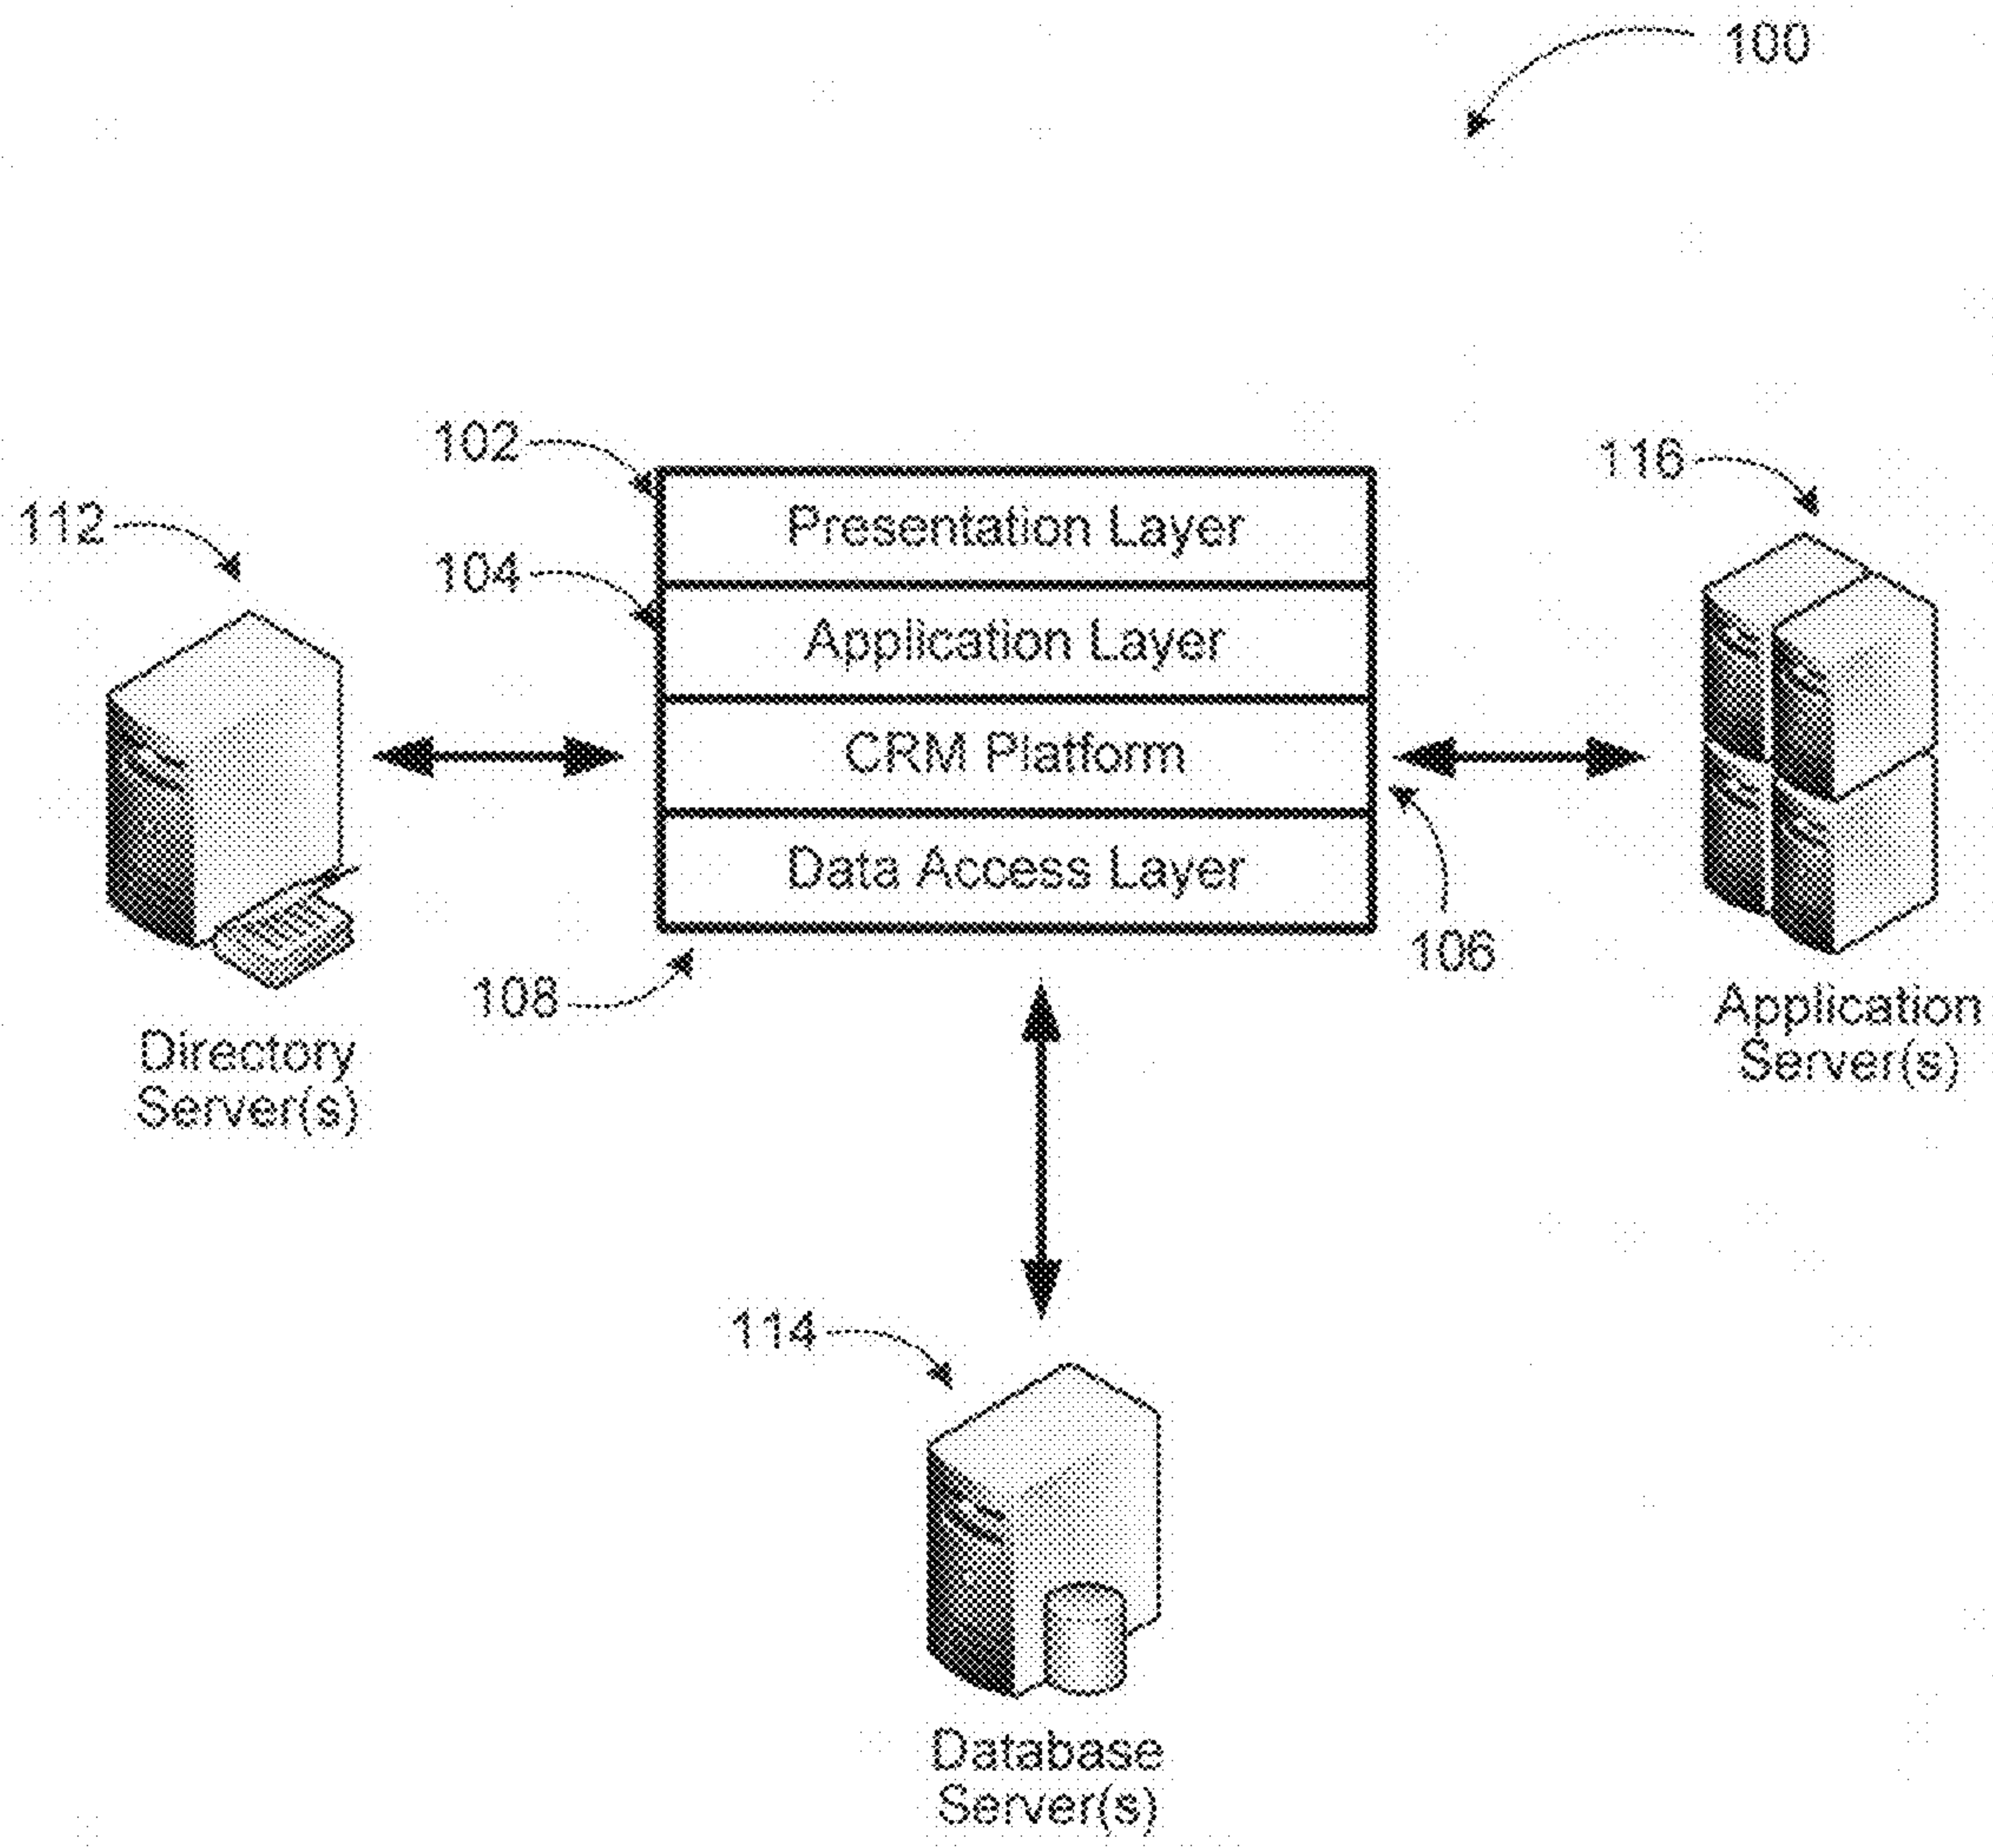 100
102
116
112
Presentation Layer
104
Application Layer
CRM Platform
Data Access Layer
106
108
Application
Server(s)
Directory
Server(s)
114
Database
Server(s)